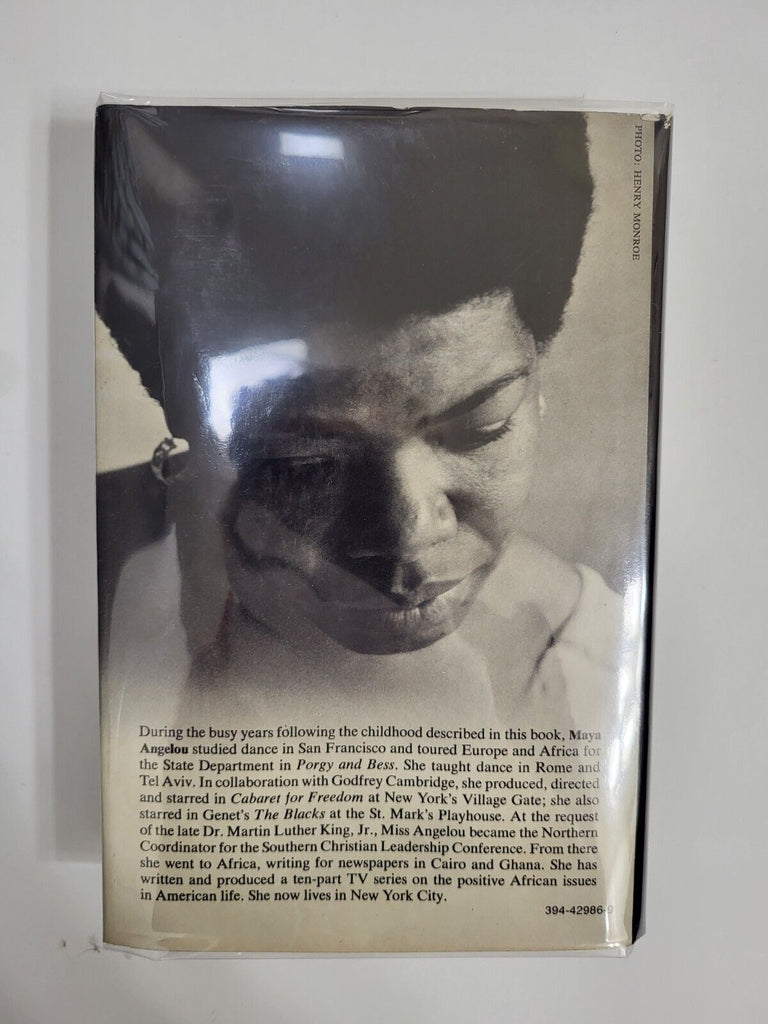 PHOTO: HENRY MONROE
During the busy years following the childhood described in this book, Maya
Angelou studied dance in San Francisco and toured Europe and Africa for
the State Department in Porgy and Bess. She taught dance in Rome and
Tel Aviv. In collaboration with Godfrey Cambridge, she produced, directed
and starred in Cabaret for Freedom at New York's Village Gate; she also
starred in Genet's The Blacks at the St. Mark's Playhouse. At the request
of the late Dr. Martin Luther King, Jr., Miss Angelou became the Northern
Coordinator for the Southern Christian Leadership Conference. From there
she went to Africa, writing for newspapers in Cairo and Ghana. She has
written and produced a ten-part TV series on the positive African issues
in American life. She now lives in New York City.
394-42986-9